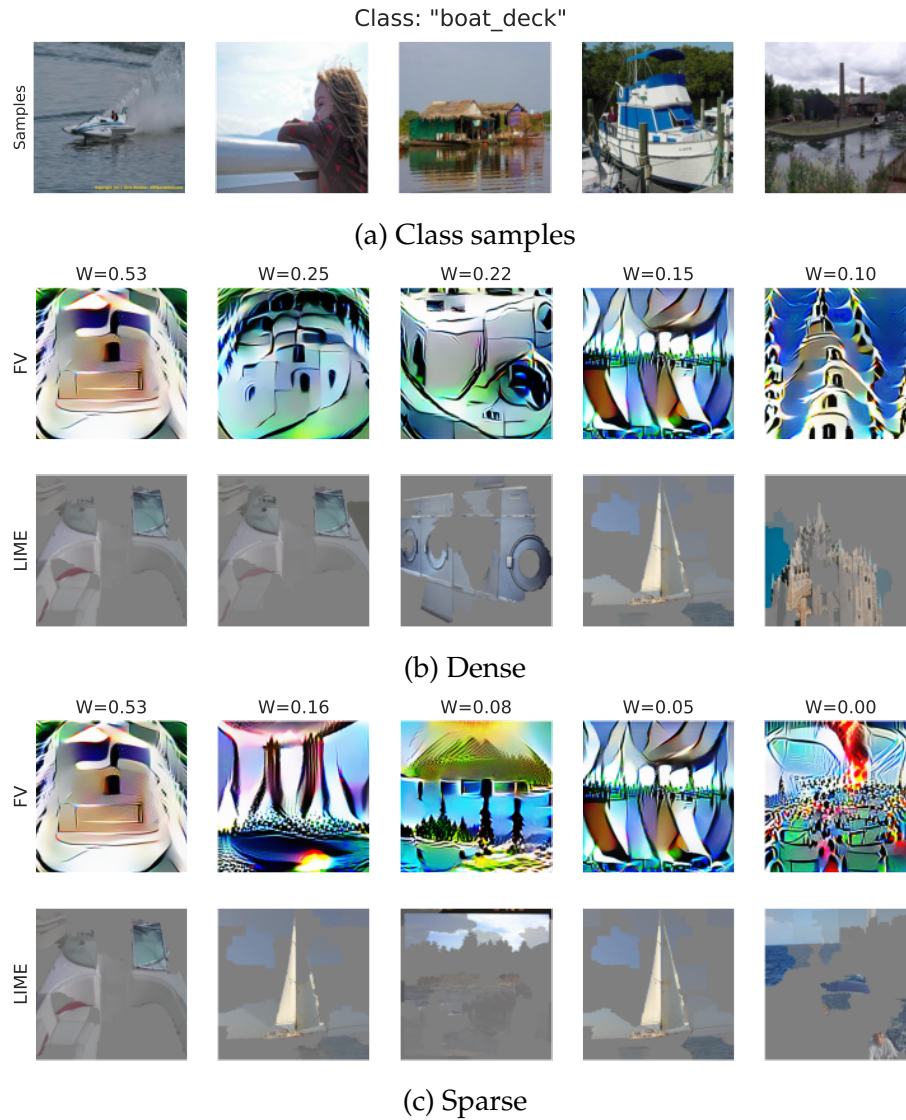 Class: "boat_deck"
Samples
(a) Class samples
W=0.53 W=0.25 W=0.22 W=0.15 W=0.10
FV
LIME
(b) Dense
W=0.53 W=0.16 W=0.08 W=0.05 W=0.00
FV
LIME
(c) Sparse